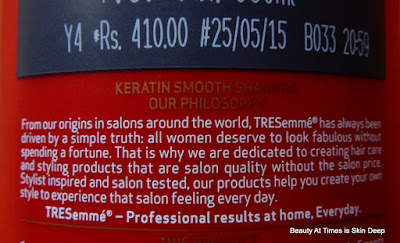 Y4 *Rs. 410.00 #25/05/15 B033 20:59
KERATIN SMOOTH SHAMPOO
OUR PHILOSOPHY
From our origins in salons around the world, TRESemmé® has always been
driven by a simple truth: all women deserve to look fabulous without
spending a fortune. That is why we are dedicated to creating hair care
and styling products that are salon quality without the salon price.
Stylist inspired and salon tested, our products help you create your own
style to experience that salon feeling every day.
TRESemmé® – Professional results at home, Everyday.
Beauty At Times is Skin Deep